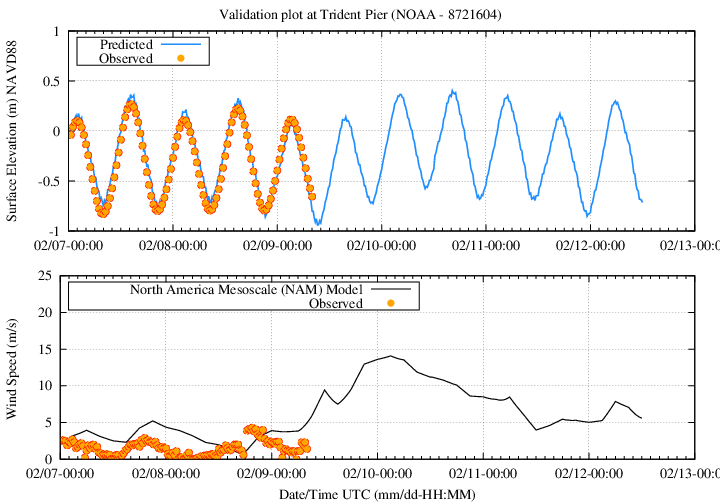 Validation plot at Trident Pier (NOAA - 8721604)
1
Predicted
Observed
0.5
0
-0.5
-1
Surface Elevation (m) NAVD88
02/07-00:00 02/08-00:00 02/09-00:00 02/10-00:00 02/11-00:00 02/12-00:00 02/13-00:00
25
North America Mesoscale (NAM) Model
Observed
20
15
10
5
0
Wind Speed (m/s)
02/07-00:00 02/08-00:00 02/09-00:00 02/10-00:00 02/11-00:00 02/12-00:00 02/13-00:00
Date/Time UTC (mm/dd-HH:MM)